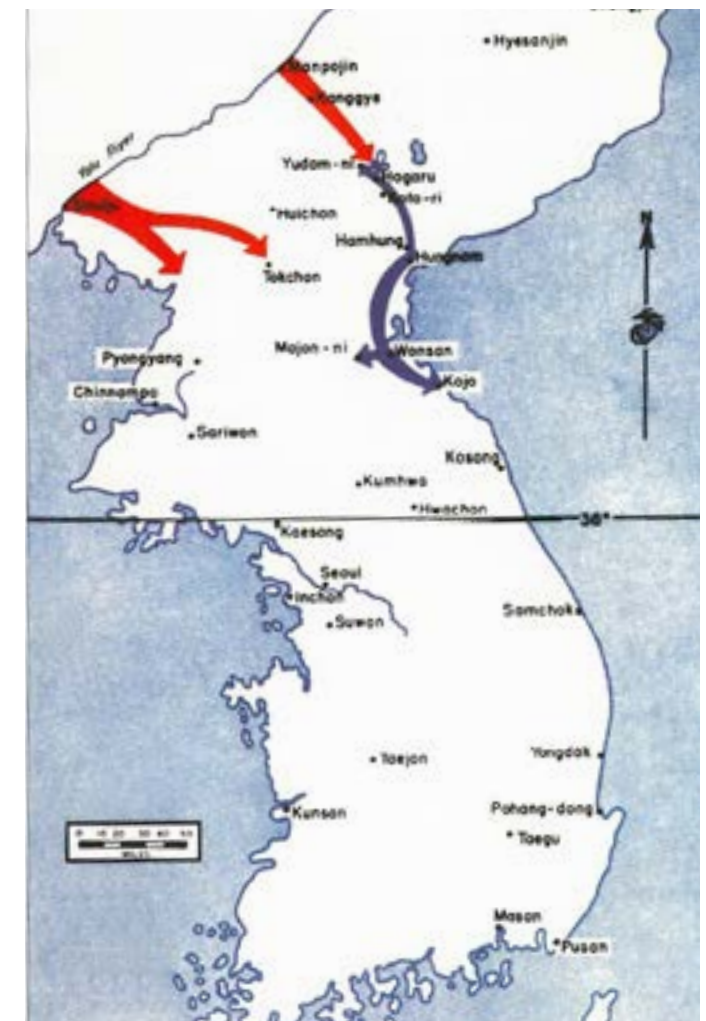 Hyesanjin
Manpojin
Kanggye
Yalu River
Yudam-ni
Hagaru
Koto-ri
Huichon
Hamhung
Hungnam
Tokchon
N
Majon-ni
Wonsan
Pyongyang
Kojo
Chinnampo
Sariwon
Kosong
Kumhwa
Hwachon
38°
Kaesong
Seoul
Inchon
Suwon
Samchok
Yongdok
Taejon
Pohang-dong
Kunsan
Taegu
MILES
Masan
Pusan